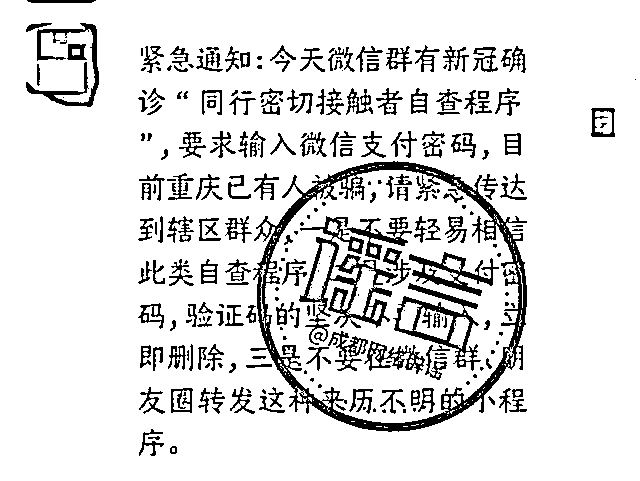 紧急通知:今天微信群有新冠确
诊“同行密切接触者自查程序
”,要求输入微信支付密码,目
前重庆已有人被骗,请紧急传达
到辖区群众,一是不要轻易相信
此类自查程序 涉及支付密
码,验证码的坚决 输 ,立
即删除,三是不要在微信群、朋
友圈转发这种来历不明的小程
序。
谣言
@成都网络辟谣